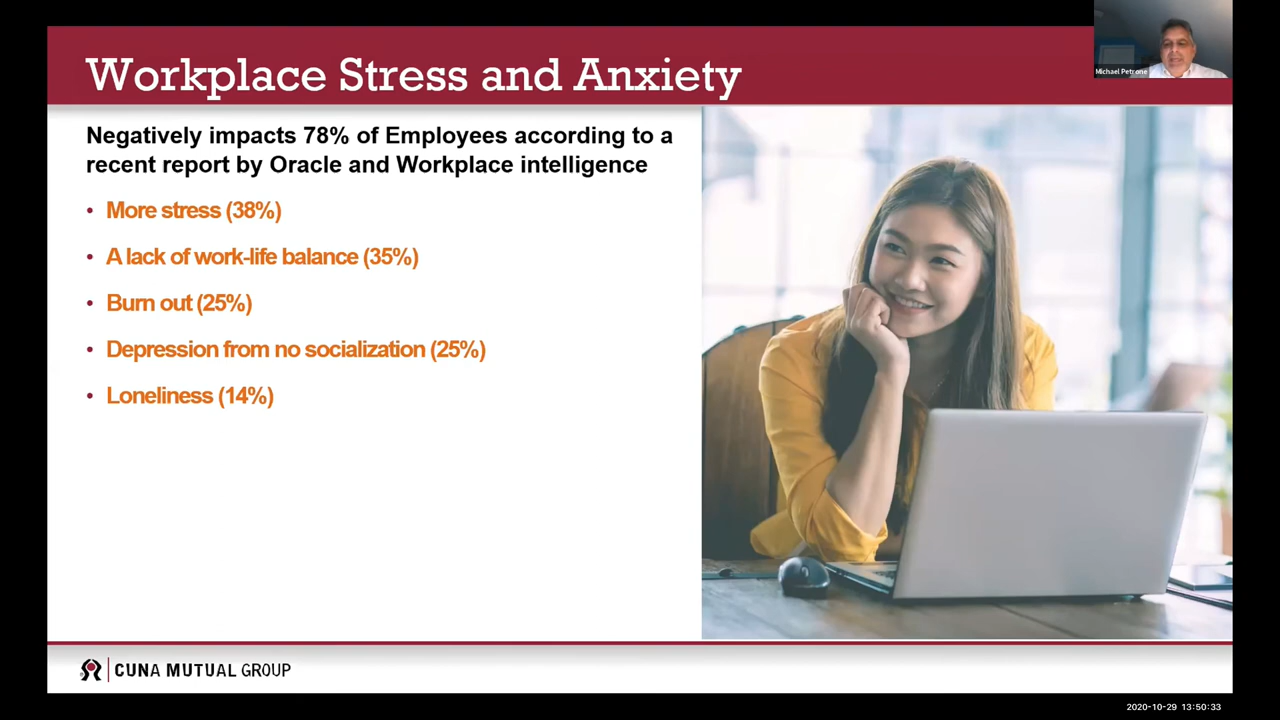 Workplace Stress and Anxiety
Michael Petrone
Negatively impacts 78% of Employees according to a
recent report by Oracle and Workplace intelligence
• More stress (38%)
• A lack of work-life balance (35%)
• Burn out (25%)
• Depression from no socialization (25%)
• Loneliness (14%)
CUNA MUTUAL GROUP
2020-10-29 13:50:33